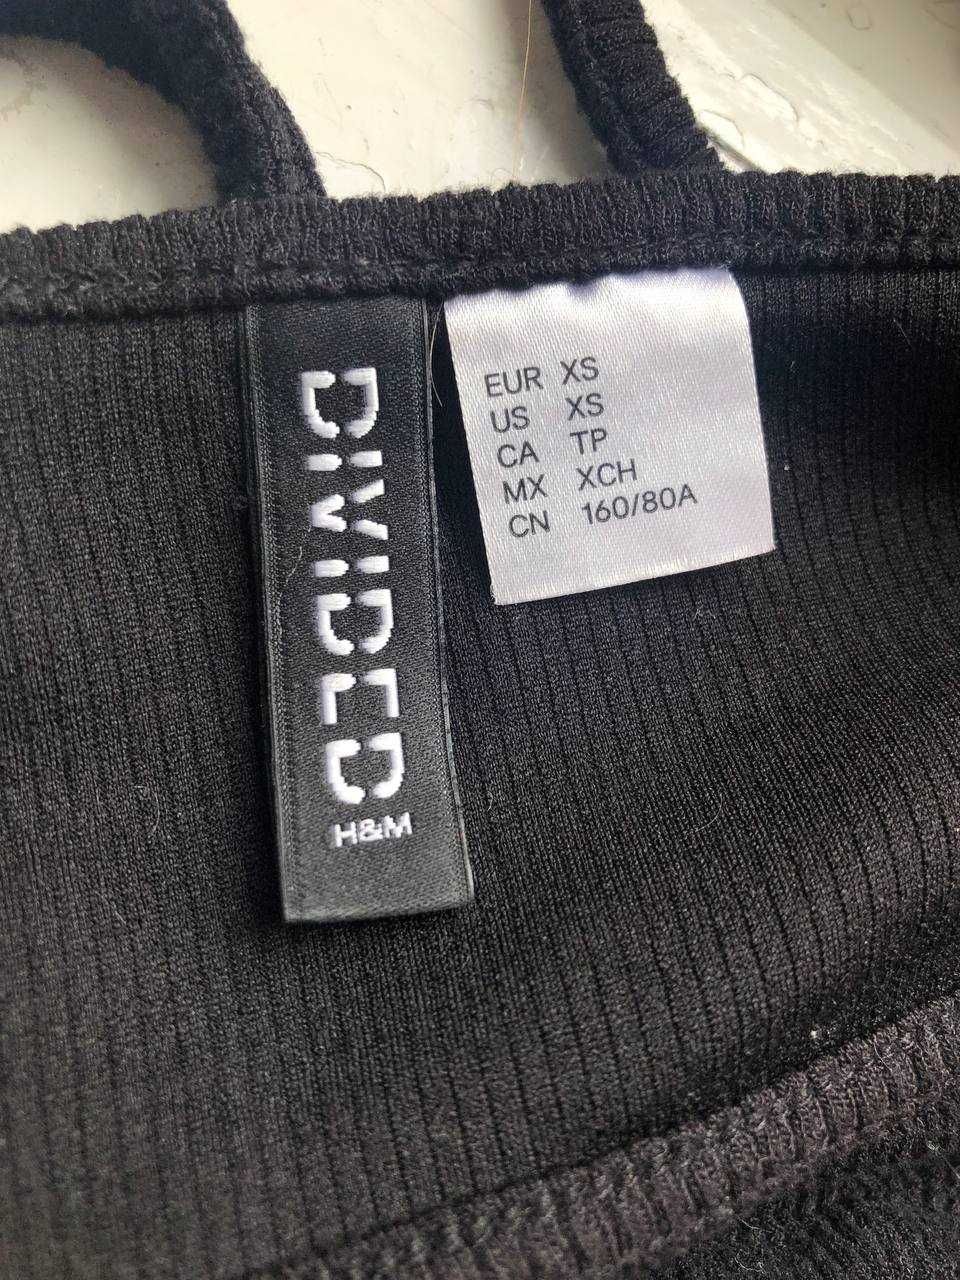 DIVIDED
H&M
EUR XS
US XS
CA TP
MX XCH
CN 160/80A